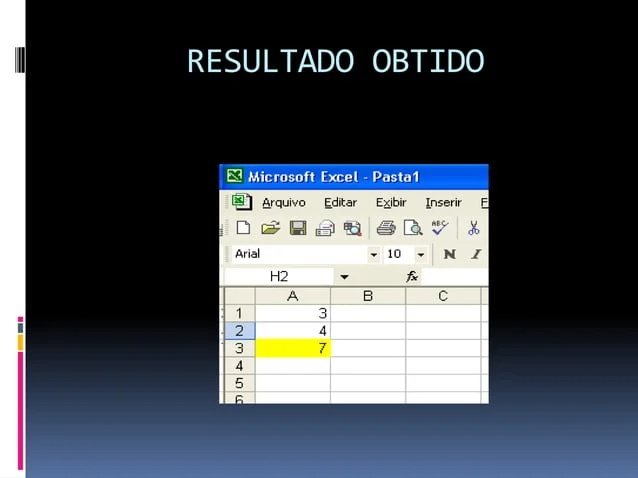 RESULTADO OBTIDO
Microsoft Excel - Pasta1
Arquivo Editar Exibir Inserir
ABC
Arial 10 N I
H2 fx
A B C
1 3
2 4
3 7
4
5
6